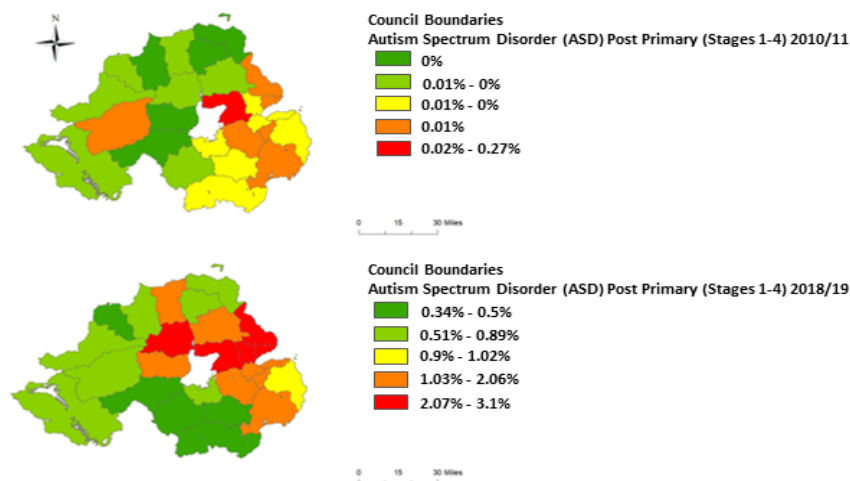 N
Council Boundaries
Autism Spectrum Disorder (ASD) Post Primary (Stages 1-4) 2010/11
0%
0.01% - 0%
0.01% - 0%
0.01%
0.02% - 0.27%
0 15 30 Miles
Council Boundaries
Autism Spectrum Disorder (ASD) Post Primary (Stages 1-4) 2018/19
0.34% - 0.5%
0.51% - 0.89%
0.9% - 1.02%
1.03% - 2.06%
2.07% - 3.1%
0 15 30 Miles